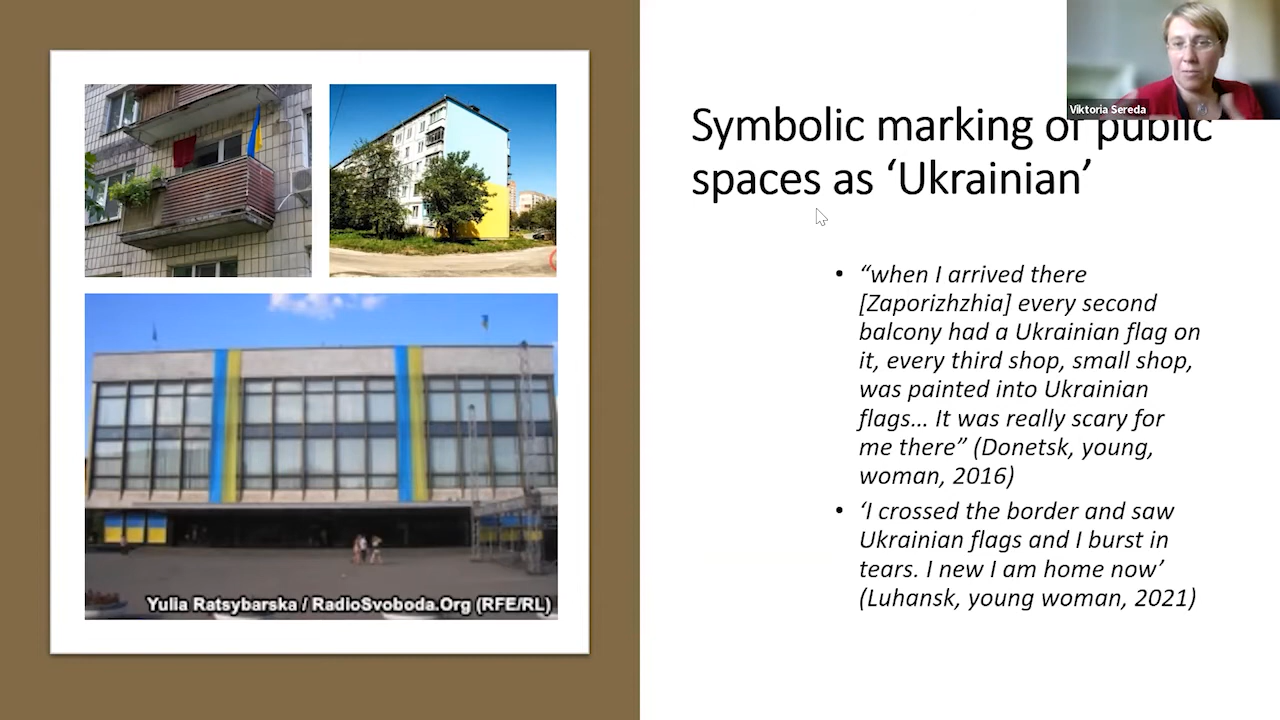 Viktoria Sereda
Symbolic marking of public
spaces as ‘Ukrainian’
• “when I arrived there
[Zaporizhzhia] every second
balcony had a Ukrainian flag on
it, every third shop, small shop,
was painted into Ukrainian
flags… It was really scary for
me there” (Donetsk, young,
woman, 2016)
• ‘I crossed the border and saw
Ukrainian flags and I burst in
tears. I new I am home now’
(Luhansk, young woman, 2021)
Yulia Ratsybarska / RadioSvoboda.Org (RFE/RL)